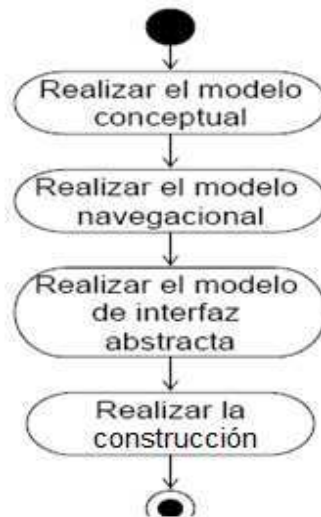 Realizar el modelo
conceptual
Realizar el modelo
navegacional
Realizar el modelo
de interfaz
abstracta
Realizar la
construcción